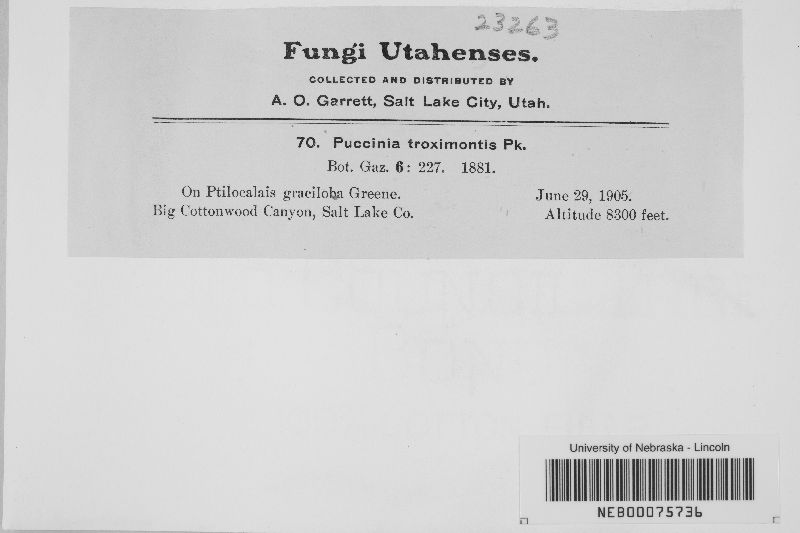 23263
Fungi Utahenses.
COLLECTED AND DISTRIBUTED BY
A. O. Garrett, Salt Lake City, Utah.
70. Puccinia troximontis Pk.
Bot. Gaz. 6: 227. 1881.
On Ptilocalais graciloba Greene. June 29, 1905.
Big Cottonwood Canyon, Salt Lake Co. Altitude 8300 feet.
University of Nebraska - Lincoln
NEB00075736